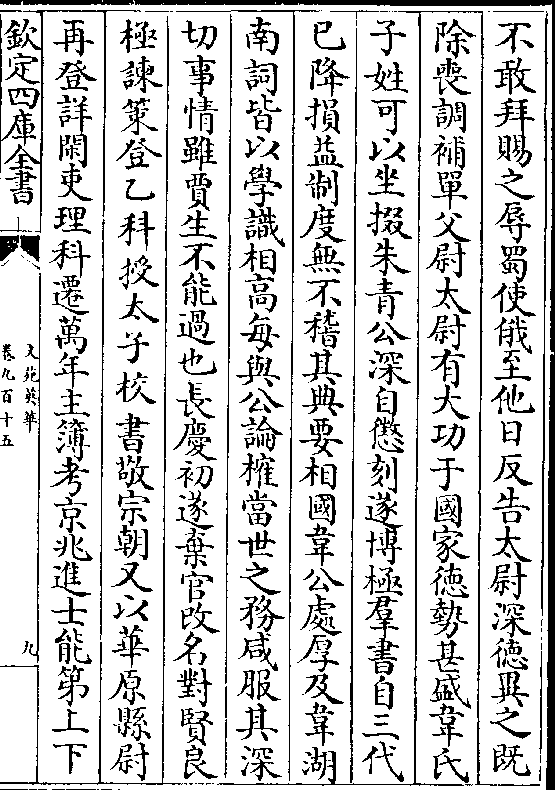 不敢拜賜之辱蜀使俄至他日反告太尉深德異之既
除喪調補單父尉太尉有大功于國家德勢甚盛韋氏
子姓可以坐掇朱青公深自懲刻遂博極羣書自三代
已降損益制度無不稽其典要相國韋公處厚及韋湖
南詞皆以學識相高每與公論搉當世之務咸服其深
切事情雖賈生不能過也長慶初遂棄官改名對賢良
極諫策登乙科授太子校書敬宗朝又以華原縣尉
再登詳閑吏理科遷萬年主簿考京兆進士能第上下
欽定四庫全書
文苑英華
卷九百十五
九